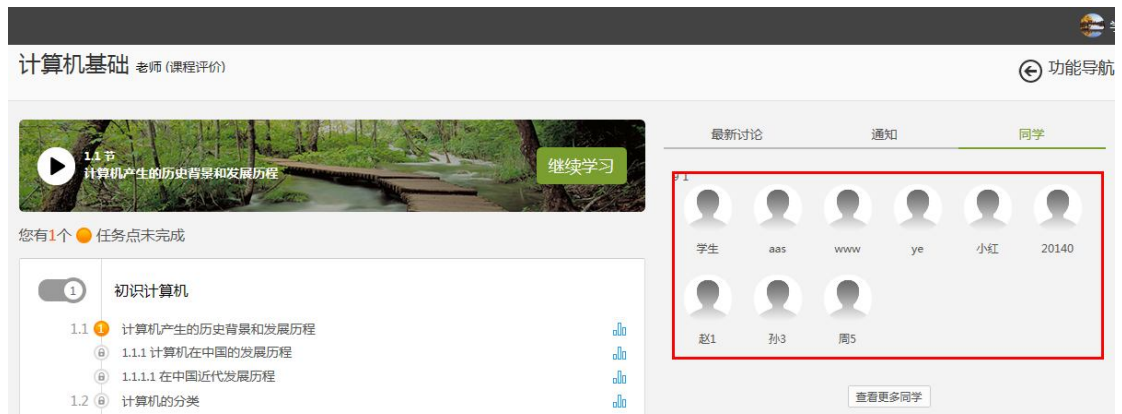 计算机基础 老师 (课程评价)
功能导航
1.1 节
计算机产生的历史背景和发展历程
继续学习
您有1个 任务点未完成
1 初识计算机
1.1 1 计算机产生的历史背景和发展历程
1.1.1 计算机在中国的发展历程
1.1.1.1 在中国近代发展历程
1.2 计算机的分类
最新讨论 通知 同学
学生 aas www ye 小红 20140
赵1 孙3 周5
查看更多同学